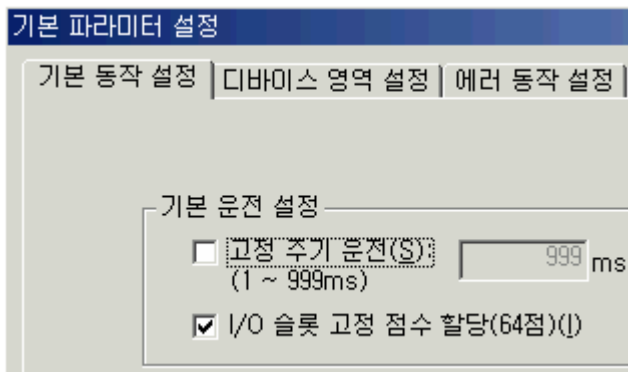 기본 파라미터 설정
기본 동작 설정 디바이스 영역 설정 에러 동작 설정
기본 운전 설정
고정 주기 운전(S): 999 ms
(1 ~ 999ms)
I/O 슬롯 고정 점수 할당(64점)(I)